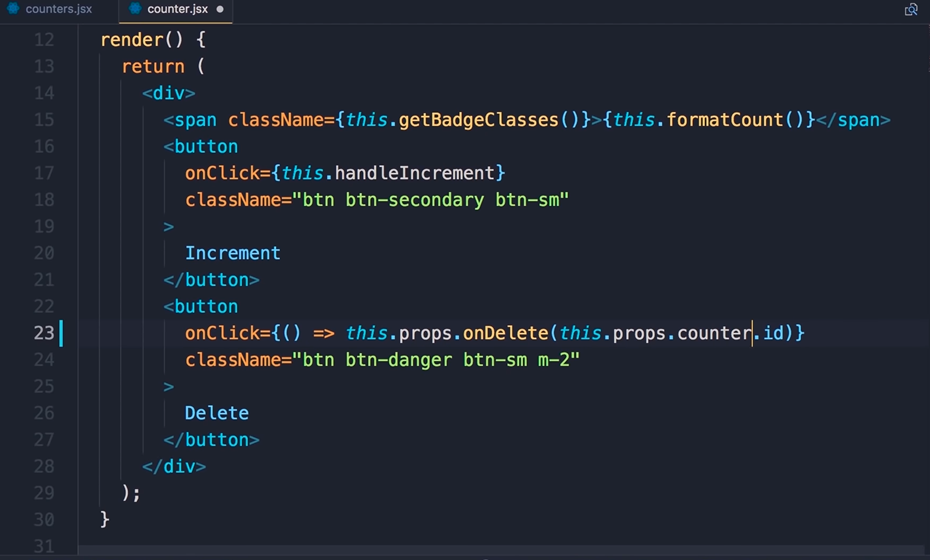 counters.jsx counter.jsx
12 render() {
13 return (
14 <div>
15 <span className={this.getBadgeClasses()}>{this.formatCount()}</span>
16 <button
17 onClick={this.handleIncrement}
18 className="btn btn-secondary btn-sm"
19 >
20 Increment
21 </button>
22 <button
23 onClick={() => this.props.onDelete(this.props.counter.id)}
24 className="btn btn-danger btn-sm m-2"
25 >
26 Delete
27 </button>
28 </div>
29 );
30 }
31